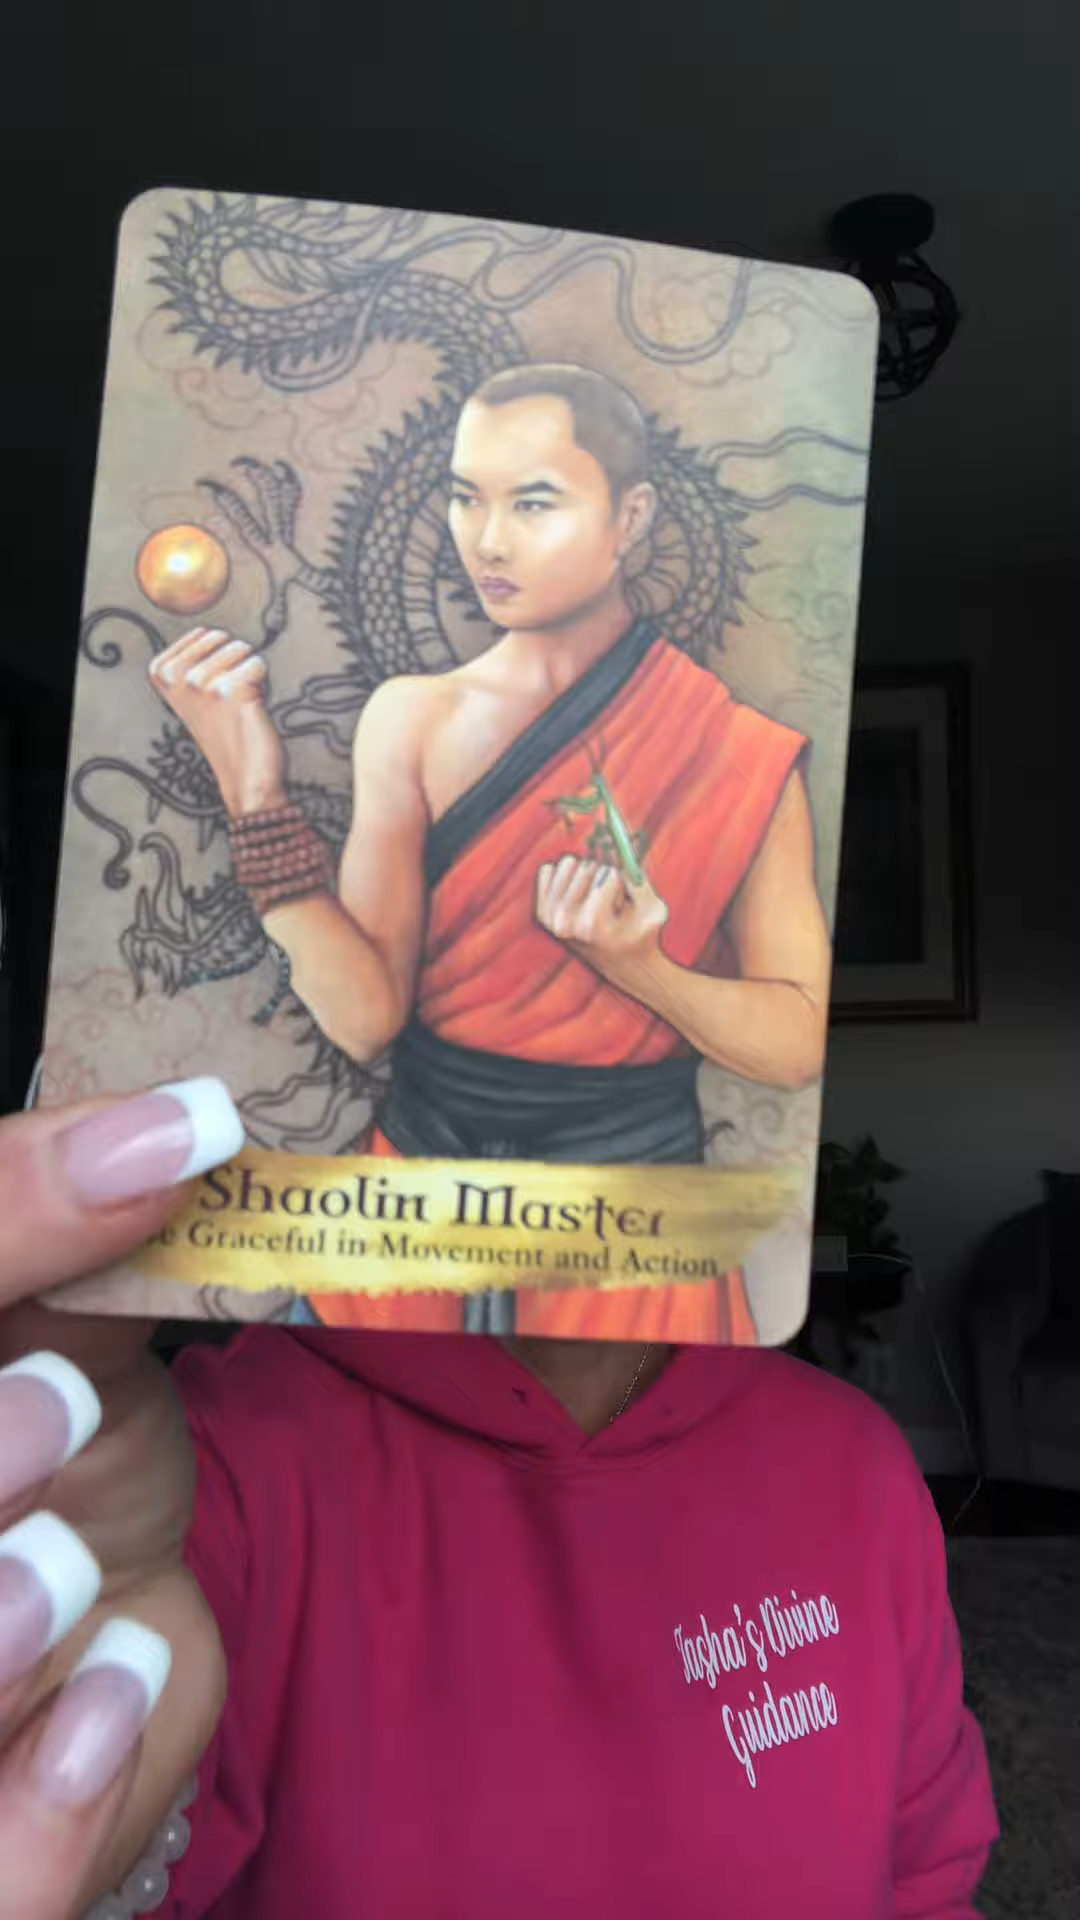 Shaolin Master
Graceful in Movement and Action
Tasha's Divine
Guidance